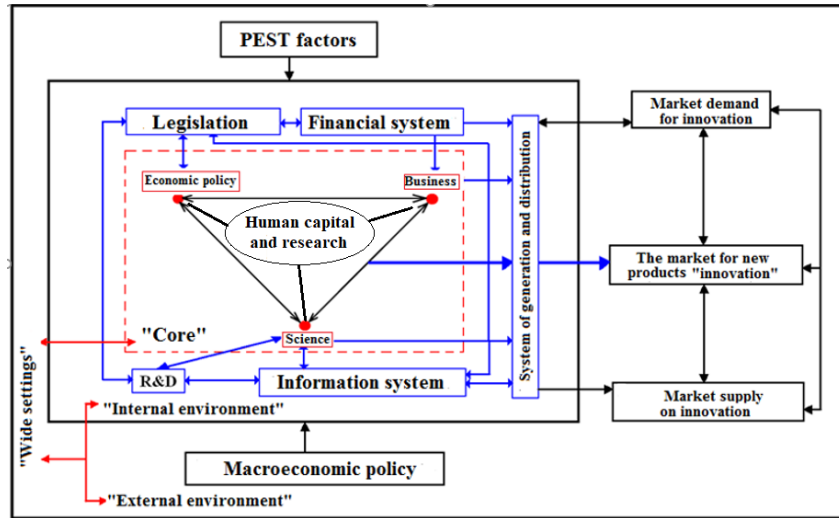 PEST factors
Legislation
Financial system
Market demand
for innovation
Economic policy
Business
Human capital
and research
System of generation and distribution
The market for new
products "innovation"
"Core"
Science
"Wide settings"
R&D
Information system
Market supply
on innovation
"Internal environment"
Macroeconomic policy
"External environment"